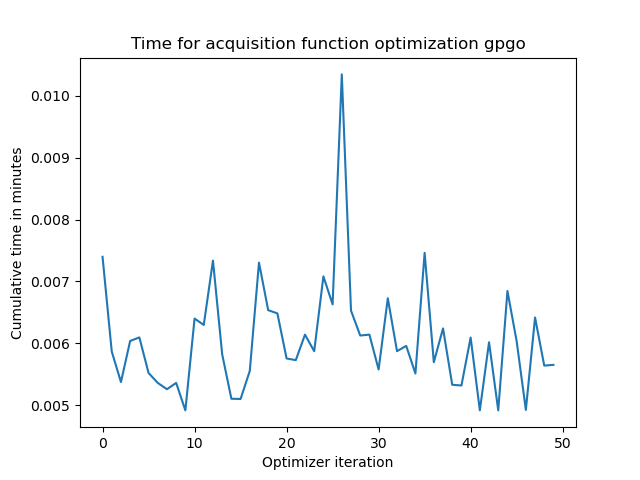 Time for acquisition function optimization gpgo
Cumulative time in minutes
0.010
0.009
0.008
0.007
0.006
0.005
0 10 20 30 40 50
Optimizer iteration